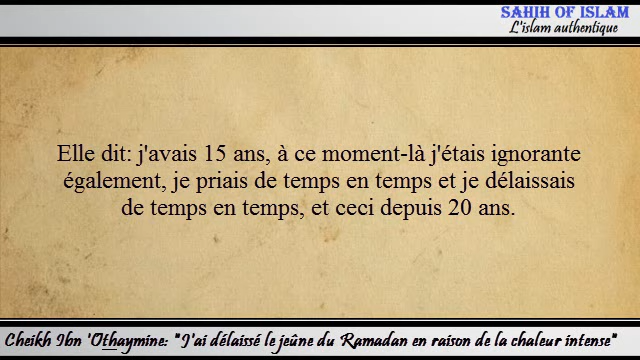 SAHIH OF ISLAM
L'islam authentique
Elle dit: j'avais 15 ans, à ce moment-là j'étais ignorante
également, je priais de temps en temps et je délaissais
de temps en temps, et ceci depuis 20 ans.
Cheikh Ibn 'Othaymine: "J'ai délaissé le jeûne du Ramadan en raison de la chaleur intense"